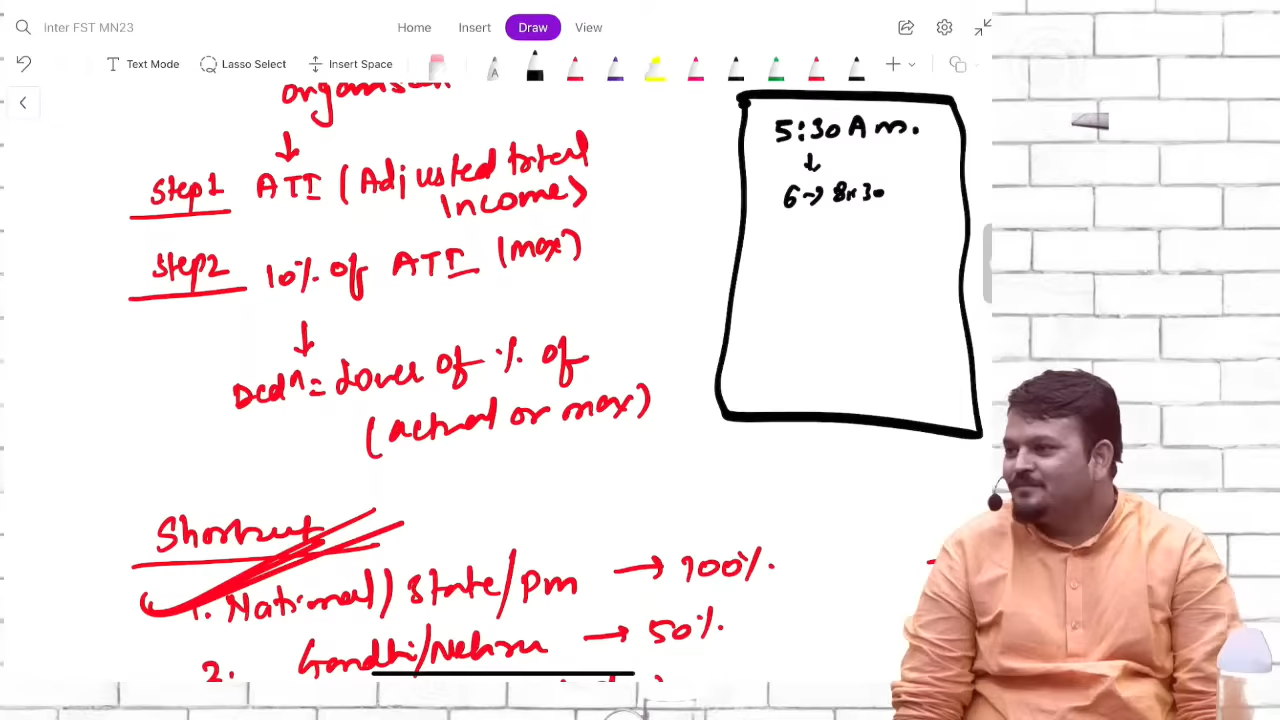 Inter FST MN23
Home Insert Draw View
Text Mode Lasso Select Insert Space
Step1 ATI (Adjusted total
Income)
Step2 10% of ATI (max)
Dedn = Lower of % of
(actual or max)
Shortcut
1. National/State/Pm → 100%.
2. Gandhi/Nehru → 50%.
5:30 Am.
↓
6 → 8:30